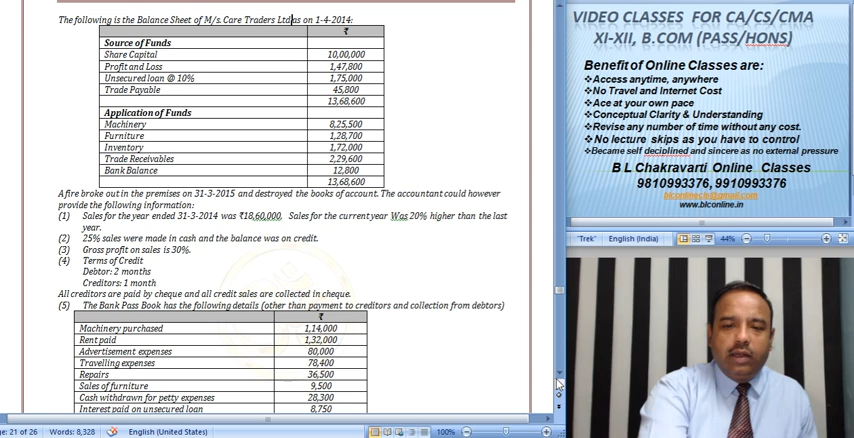 The following is the Balance Sheet of M/s. Care Traders Ltd as on 1-4-2014:
₹
Source of Funds
Share Capital 10,00,000
Profit and Loss 1,47,800
Unsecured loan @ 10% 1,75,000
Trade Payable 45,800
13,68,600
Application of Funds
Machinery 8,25,500
Furniture 1,28,700
Inventory 1,72,000
Trade Receivables 2,29,600
Bank Balance 12,800
13,68,600
A fire broke out in the premises on 31-3-2015 and destroyed the books of account. The accountant could however
provide the following information:
(1) Sales for the year ended 31-3-2014 was ₹18,60,000, Sales for the current year Was 20% higher than the last
year.
(2) 25% sales were made in cash and the balance was on credit.
(3) Gross profit on sales is 30%.
(4) Terms of Credit
Debtor: 2 months
Creditors: 1 month
All creditors are paid by cheque and all credit sales are collected in cheque.
(5) The Bank Pass Book has the following details (other than payment to creditors and collection from debtors)
₹
Machinery purchased 1,14,000
Rent paid 1,32,000
Advertisement expenses 80,000
Travelling expenses 78,400
Repairs 36,500
Sales of furniture 9,500
Cash withdrawn for petty expenses 28,300
Interest paid on unsecured loan 8,750
ge: 21 of 26 Words: 8,328 English (United States) 100%
VIDEO CLASSES FOR CA/CS/CMA
XI-XII, B.COM (PASS/HONS)
Benefit of Online Classes are:
❖Access anytime, anywhere
❖No Travel and Internet Cost
❖Ace at your own pace
❖Conceptual Clarity & Understanding
❖Revise any number of time without any cost.
❖No lecture skips as you have to control
❖Became self deciplined and sincere as no external pressure
B L Chakravarti Online Classes
9810993376, 9910993376
blconlineclr@gmail.com
www.blconline.in
"Trek" English (India) 44%